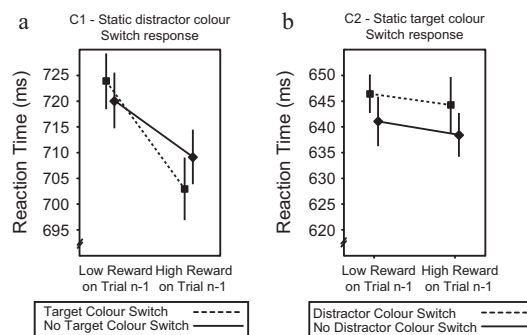 a
C1 - Static distractor colour
Switch response
Reaction Time (ms)
725
720
715
710
705
700
695
Low Reward
on Trial n-1
High Reward
on Trial n-1
Target Colour Switch
No Target Colour Switch
b
C2 - Static target colour
Switch response
Reaction Time (ms)
650
645
640
635
630
625
620
Low Reward
on Trial n-1
High Reward
on Trial n-1
Distractor Colour Switch
No Distractor Colour Switch